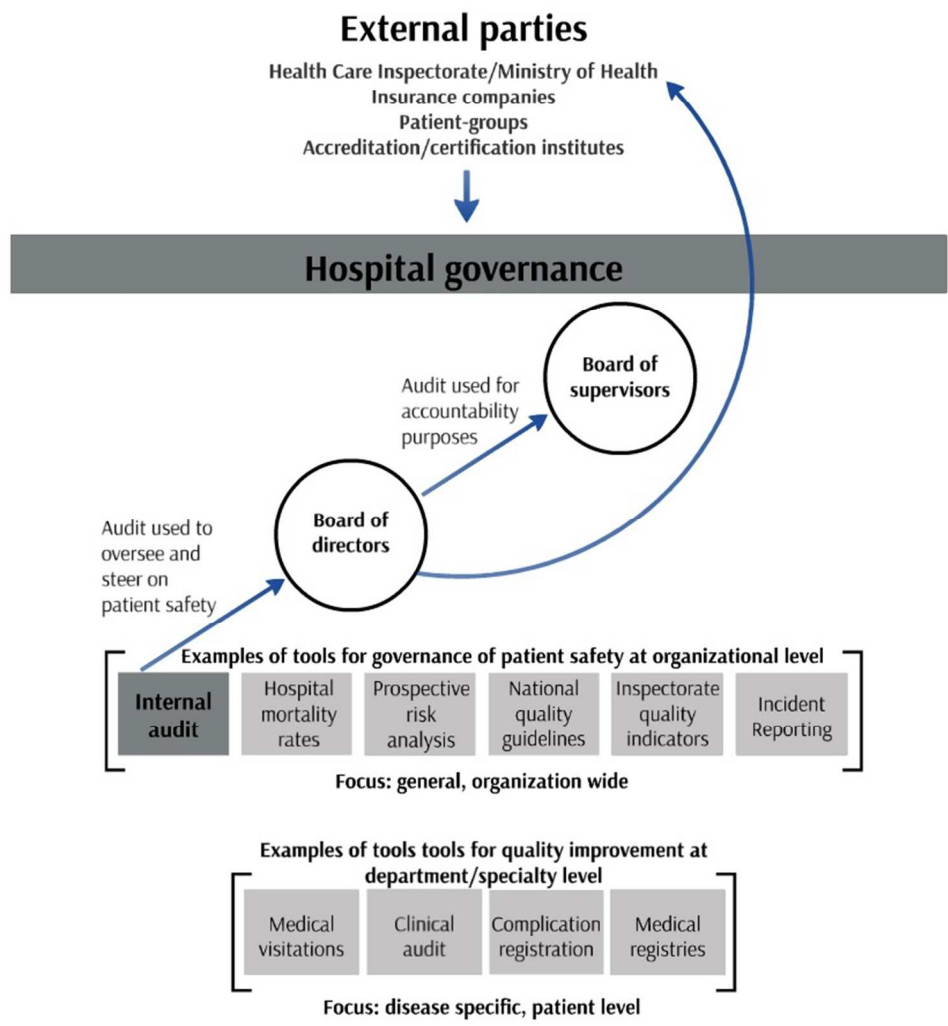 External parties
Health Care Inspectorate/Ministry of Health
Insurance companies
Patient-groups
Accreditation/certification institutes
Hospital governance
Board of
supervisors
Audit used for
accountability
purposes
Board of
directors
Audit used to
oversee and
steer on
patient safety
Examples of tools for governance of patient safety at organizational level
Internal
audit
Hospital
mortality
rates
Prospective
risk
analysis
National
quality
guidelines
Inspectorate
quality
indicators
Incident
Reporting
Focus: general, organization wide
Examples of tools tools for quality improvement at
department/specialty level
Medical
visitations
Clinical
audit
Complication
registration
Medical
registries
Focus: disease specific, patient level